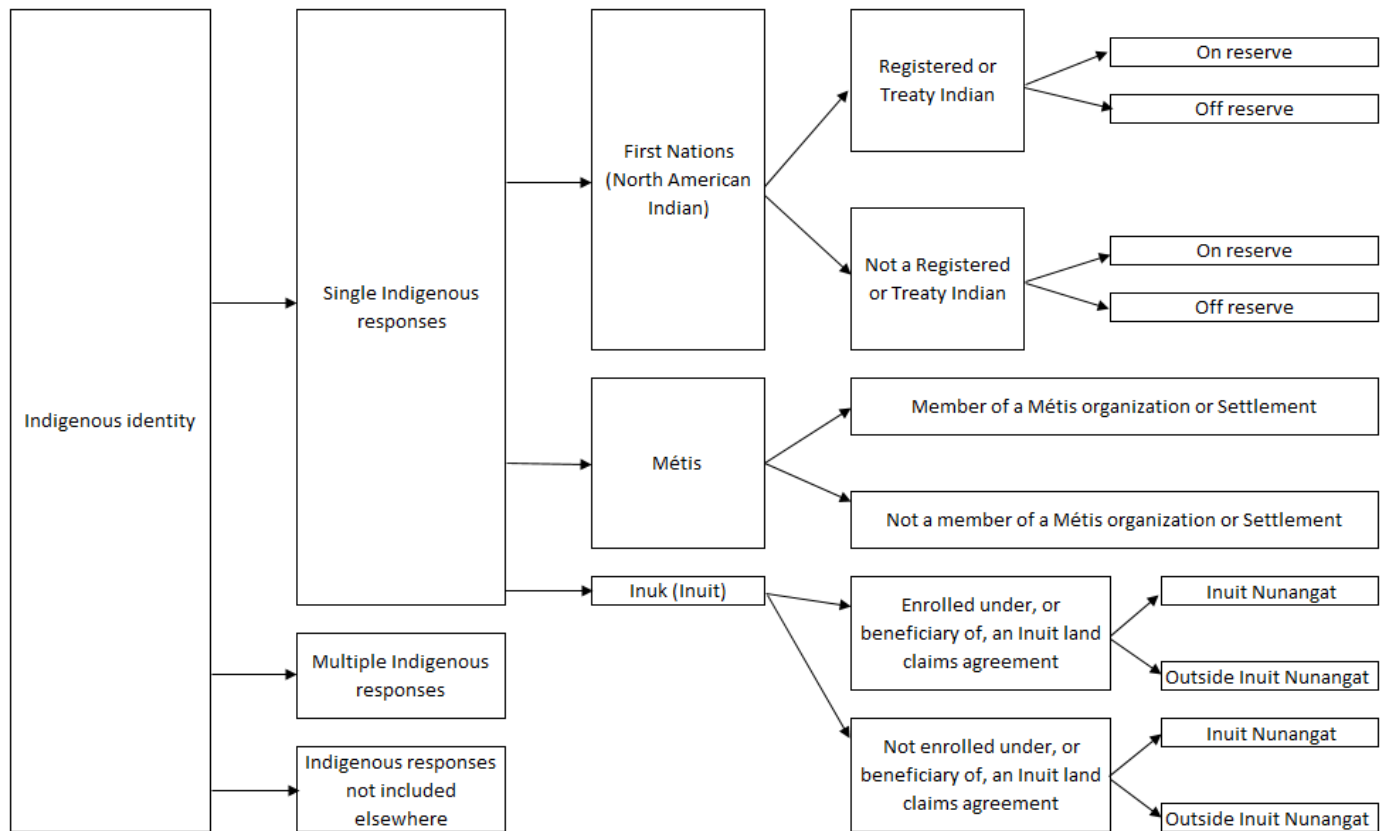 Indigenous identity
Single Indigenous
responses
Multiple Indigenous
responses
Indigenous responses
not included
elsewhere
First Nations
(North American
Indian)
Métis
Inuk (Inuit)
Registered or
Treaty Indian
On reserve
Off reserve
Not a Registered
or Treaty Indian
On reserve
Off reserve
Member of a Métis organization or Settlement
Not a member of a Métis organization or Settlement
Enrolled under, or
beneficiary of, an Inuit land
claims agreement
Inuit Nunangat
Outside Inuit Nunangat
Not enrolled under, or
beneficiary of, an Inuit land
claims agreement
Inuit Nunangat
Outside Inuit Nunangat